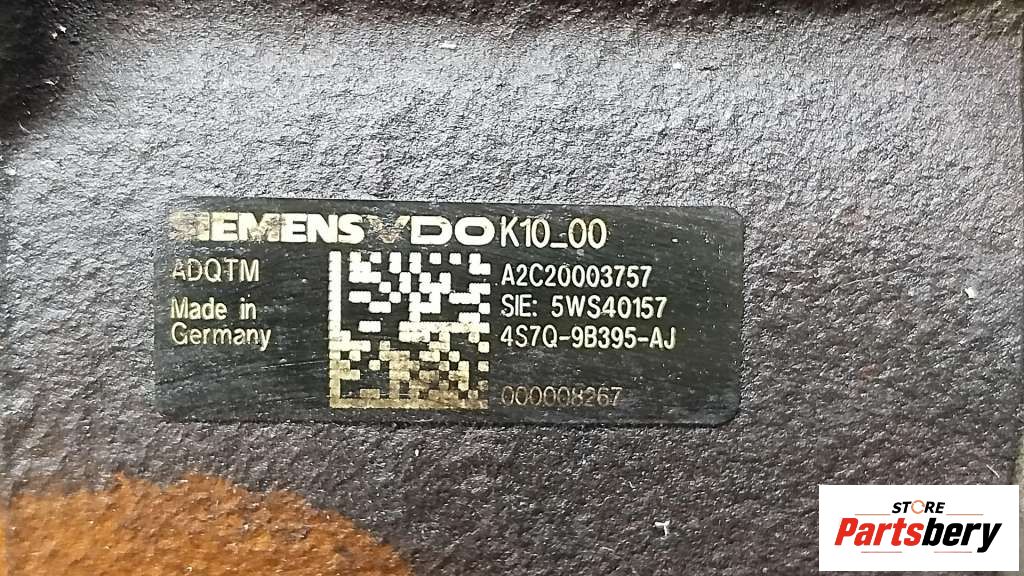 SIEMENS VDO K10_00
ADQTM
Made in
Germany
A2C20003757
SIE: 5WS40157
4S7Q-9B395-AJ
000008267
STORE
Partsbery